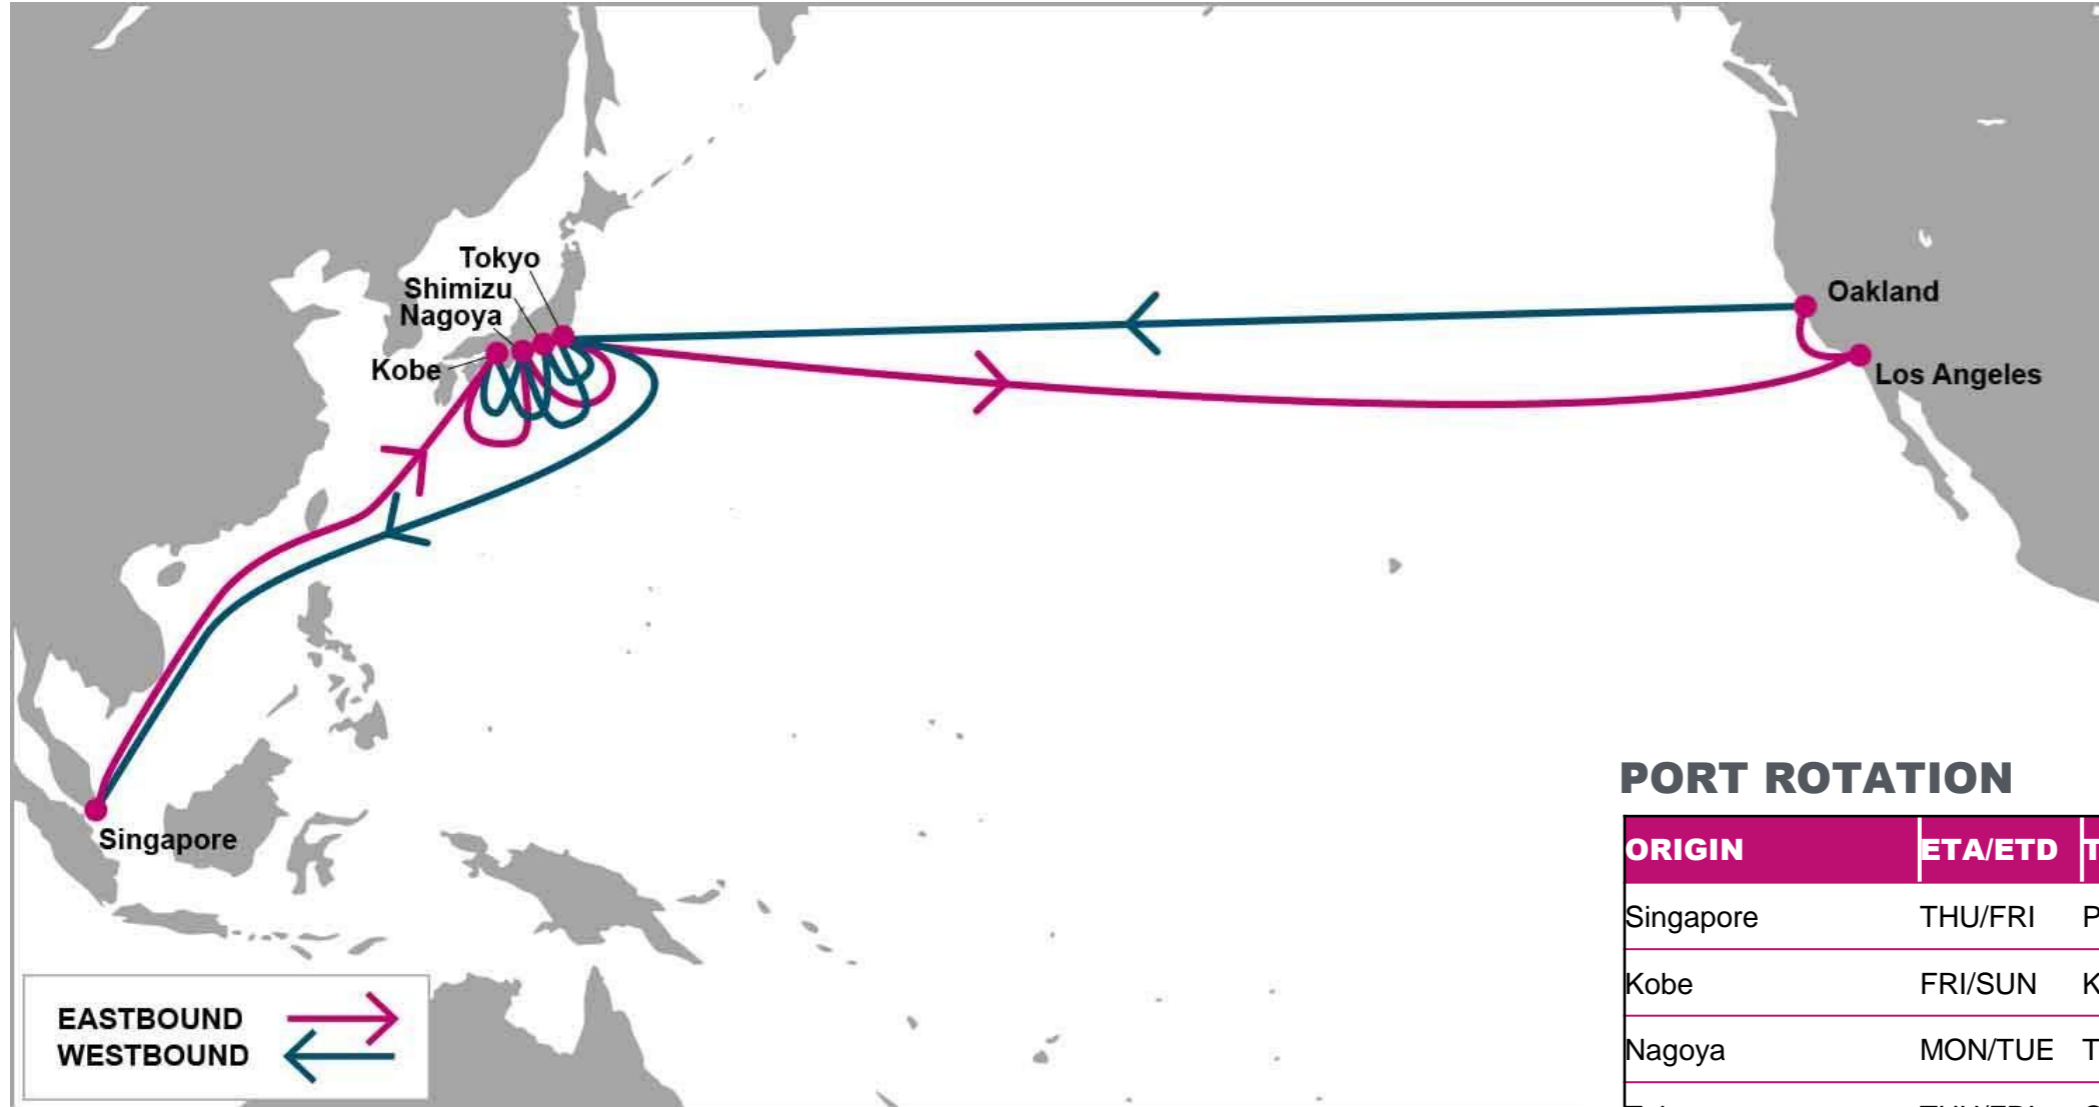 Tokyo
Shimizu
Nagoya
Kobe
Oakland
Los Angeles
Singapore
EASTBOUND
WESTBOUND
PORT ROTATION
ORIGIN ETA/ETD T
Singapore THU/FRI P
Kobe FRI/SUN K
Nagoya MON/TUE T